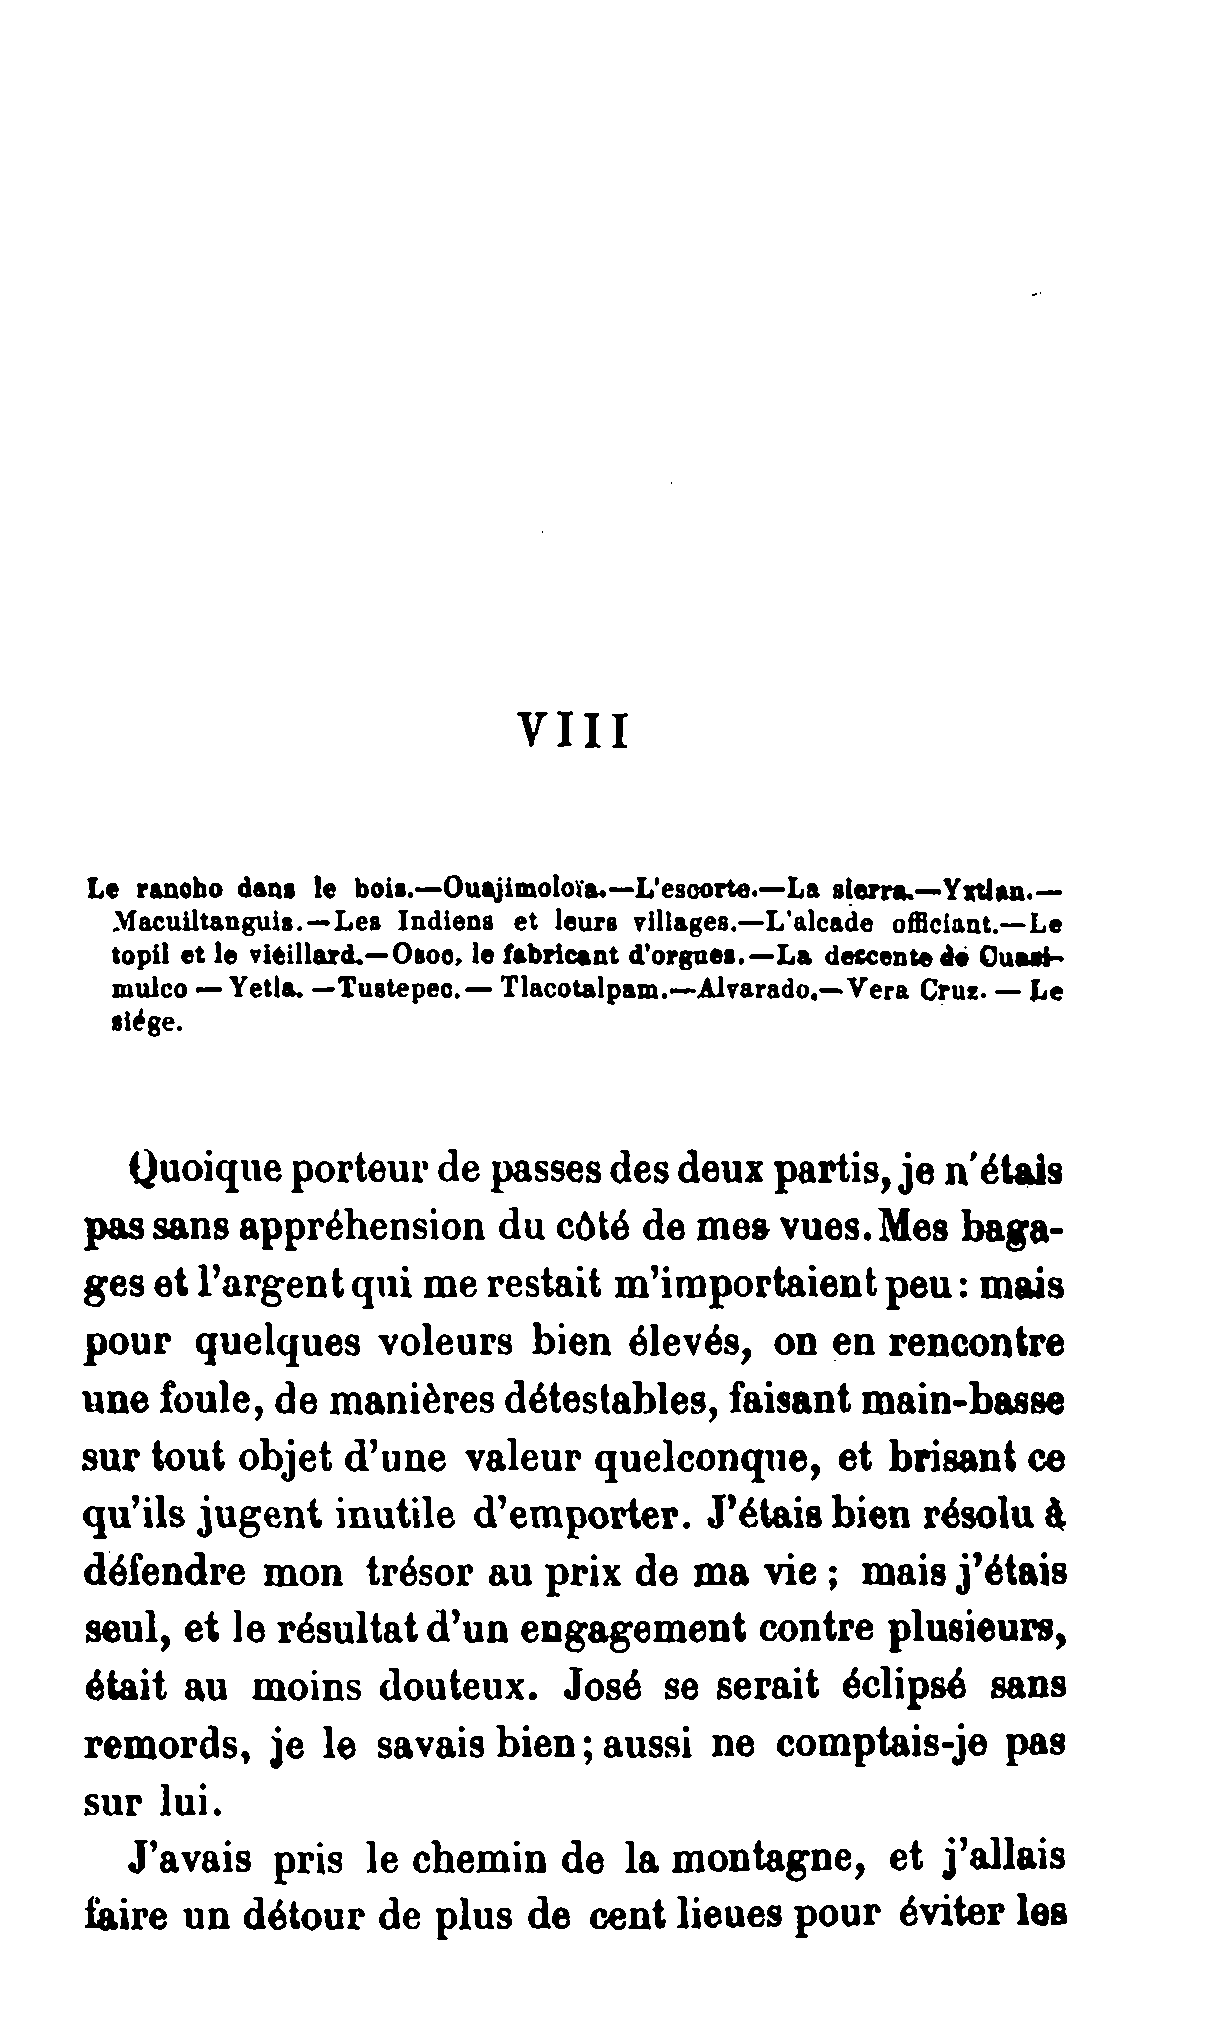 VIII
Le rancho dans le bois.—Ouajimoloïa.—L'escorte.—La sierra.—Yxtlan.—
Macuiltanguis.—Les Indiens et leurs villages.—L'alcade officiant.—Le
topil et le vieillard.—Osoo, le fabricant d'orgues.—La descente de Cuasi-
mulco — Yetla. —Tustepec.— Tlacotalpam.—Alvarado.—Vera Cruz. — Le
siége.
Quoique porteur de passes des deux partis, je n'étais
pas sans appréhension du côté de mes vues. Mes baga-
ges et l'argent qui me restait m'importaient peu : mais
pour quelques voleurs bien élevés, on en rencontre
une foule, de manières détestables, faisant main-basse
sur tout objet d'une valeur quelconque, et brisant ce
qu'ils jugent inutile d'emporter. J'étais bien résolu à
défendre mon trésor au prix de ma vie ; mais j'étais
seul, et le résultat d'un engagement contre plusieurs,
était au moins douteux. José se serait éclipsé sans
remords, je le savais bien ; aussi ne comptais-je pas
sur lui.
J'avais pris le chemin de la montagne, et j'allais
faire un détour de plus de cent lieues pour éviter les